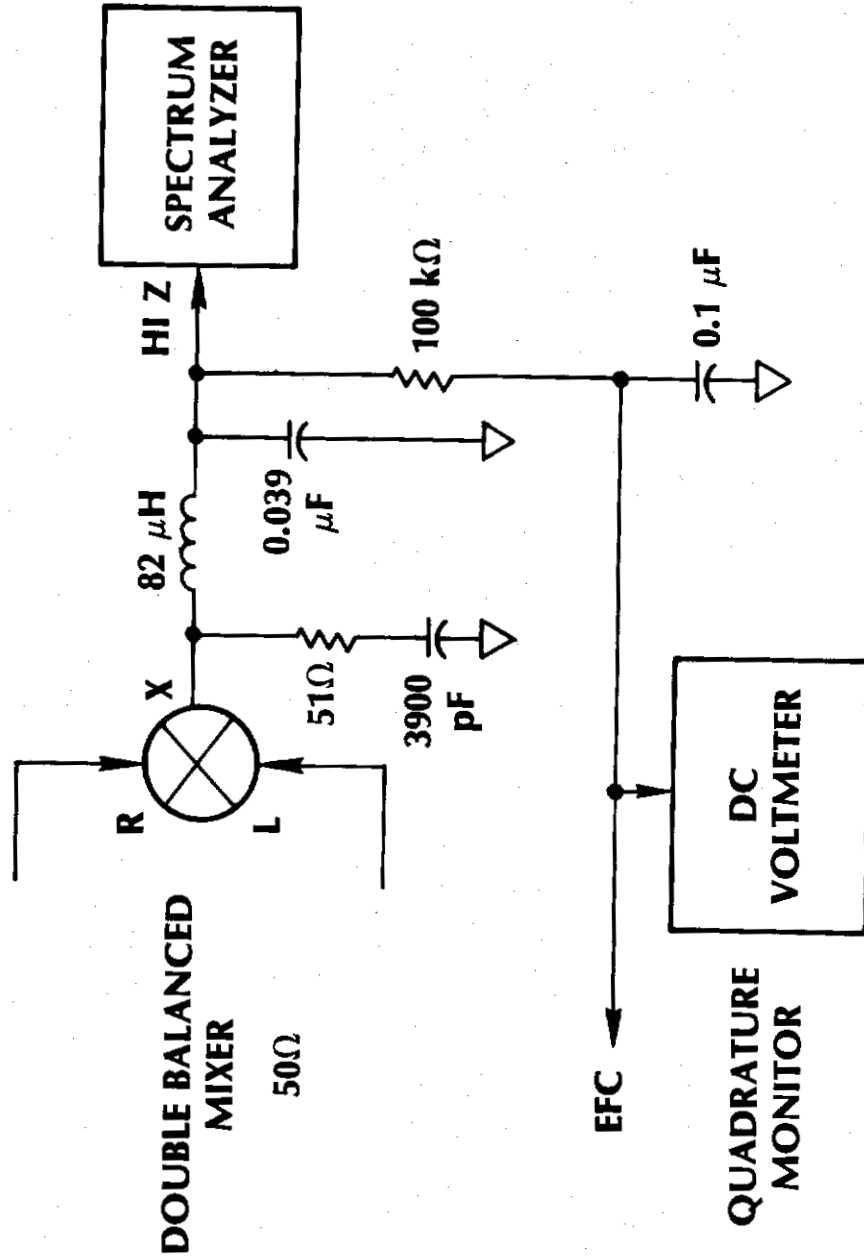 SPECTRUM
ANALYZER
HI Z
100 kΩ
0.1 µF
82 µH
0.039
µF
X
51Ω
3900
pF
R
L
DOUBLE BALANCED
MIXER
50Ω
EFC
DC
VOLTMETER
QUADRATURE
MONITOR